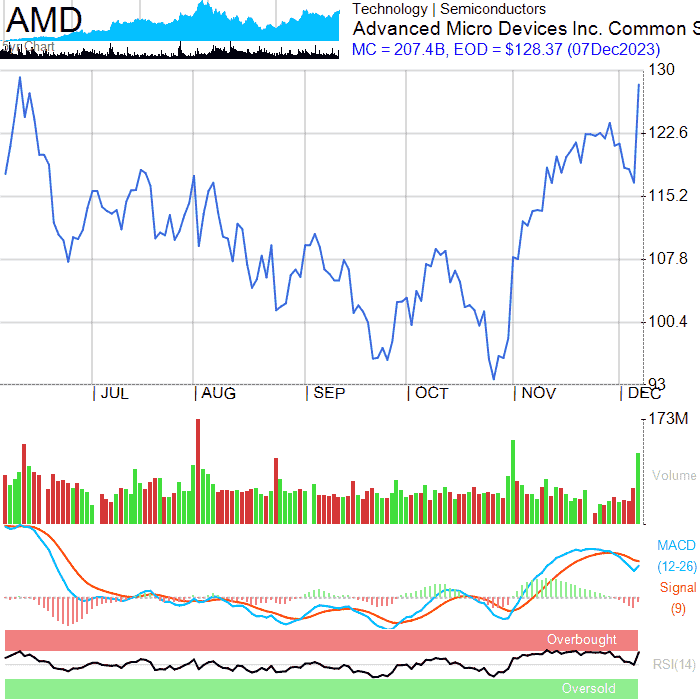 AMD
Technology | Semiconductors
Advanced Micro Devices Inc. Common S
MC = 207.4B, EOD = $128.37 (07Dec2023)
130
122.6
115.2
107.8
100.4
93
JUL
AUG
SEP
OCT
NOV
DEC
173M
Volume
MACD
(12-26)
Signal
(9)
Overbought
RSI(14)
Oversold